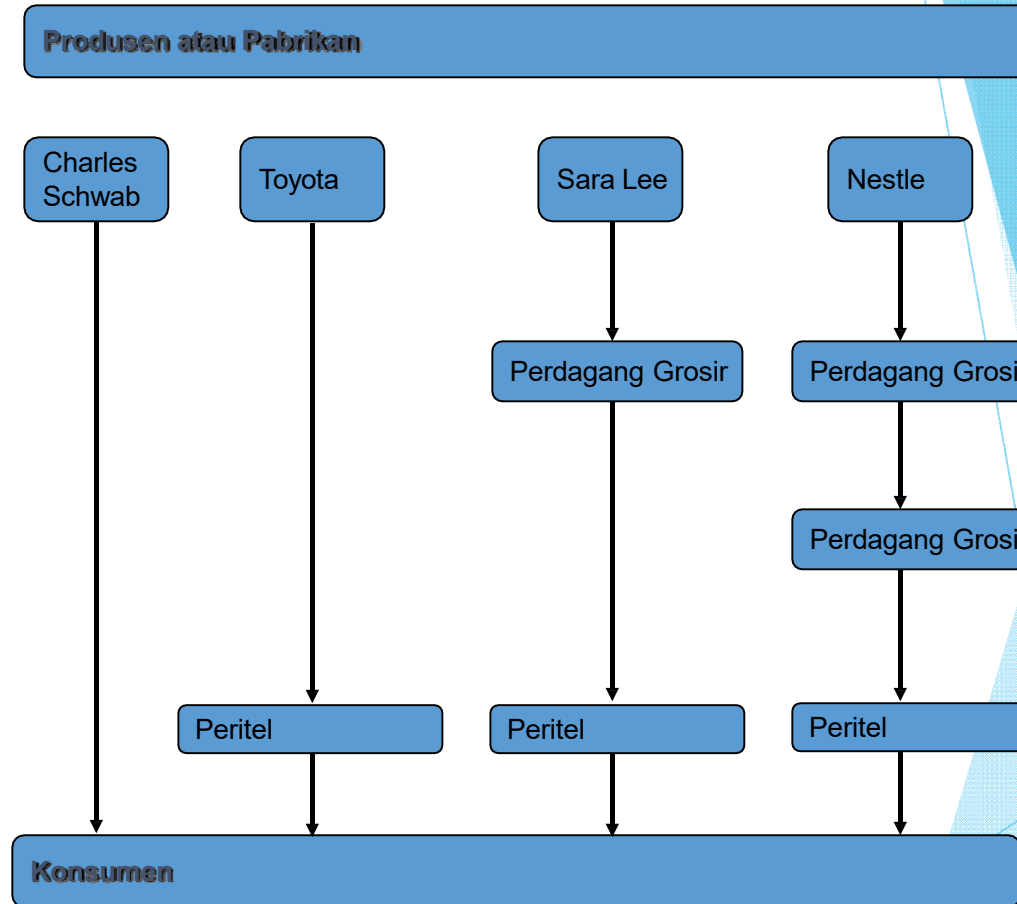 Produsen atau Pabrikan
Charles
Schwab
Toyota
Sara Lee
Nestle
Perdagang Grosir
Perdagang Grosi
Perdagang Grosi
Peritel
Peritel
Peritel
Konsumen